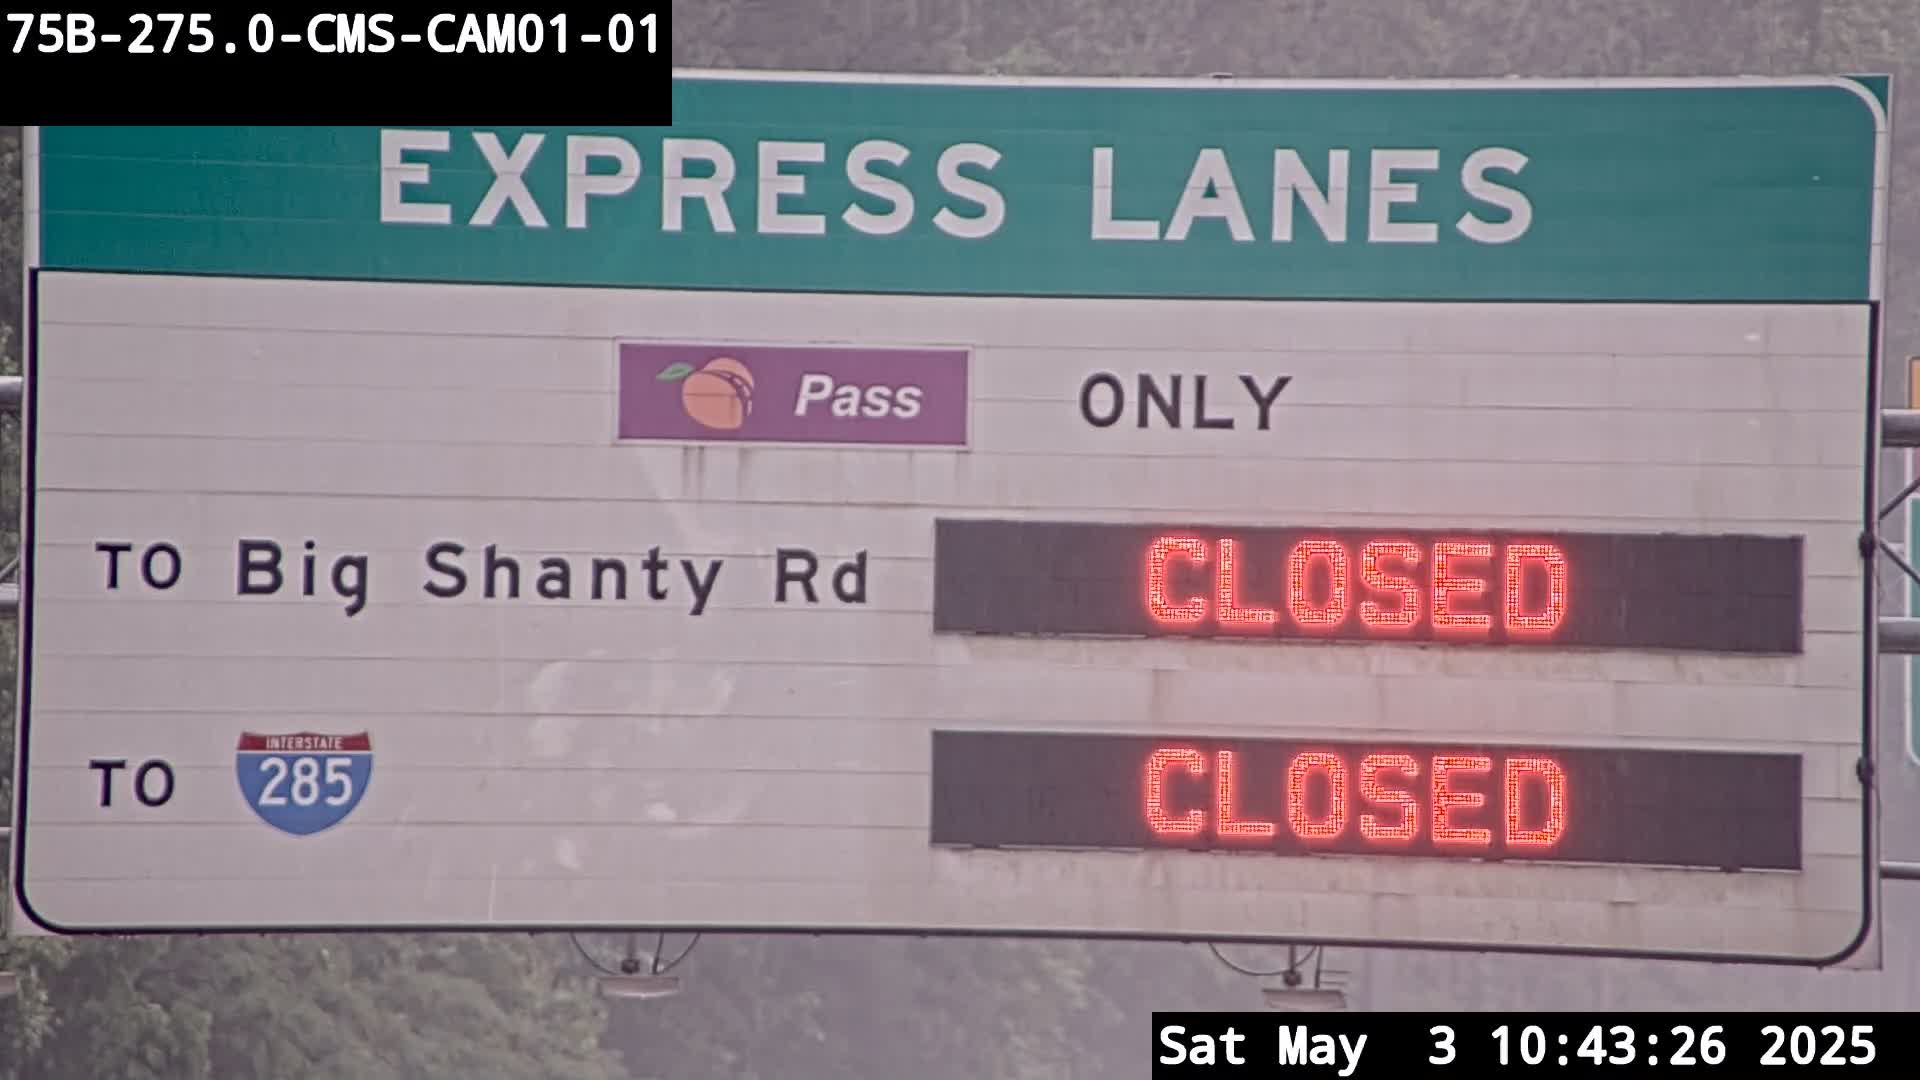 75B-275.0-CMS-CAM01-01
EXPRESS LANES
Pass ONLY
TO Big Shanty Rd CLOSED
INTERSTATE
TO 285 CLOSED
Sat May 3 10:43:26 2025